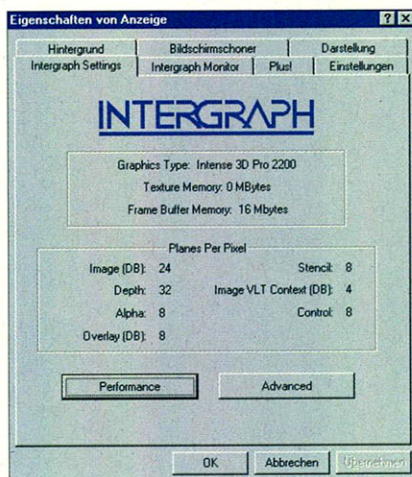 Eigenschaften von Anzeige
Hintergrund Bildschirmschoner Darstellung
Intergraph Settings Intergraph Monitor Plus! Einstellungen
INTERGRAPH
Graphics Type: Intense 3D Pro 2200
Texture Memory: 0 MBytes
Frame Buffer Memory: 16 Mbytes
Planes Per Pixel
Image (DB): 24 Stencil: 8
Depth: 32 Image VLT Context (DB): 4
Alpha: 8 Control: 8
Overlay (DB): 8
Performance Advanced
OK Abbrechen Übernehmen